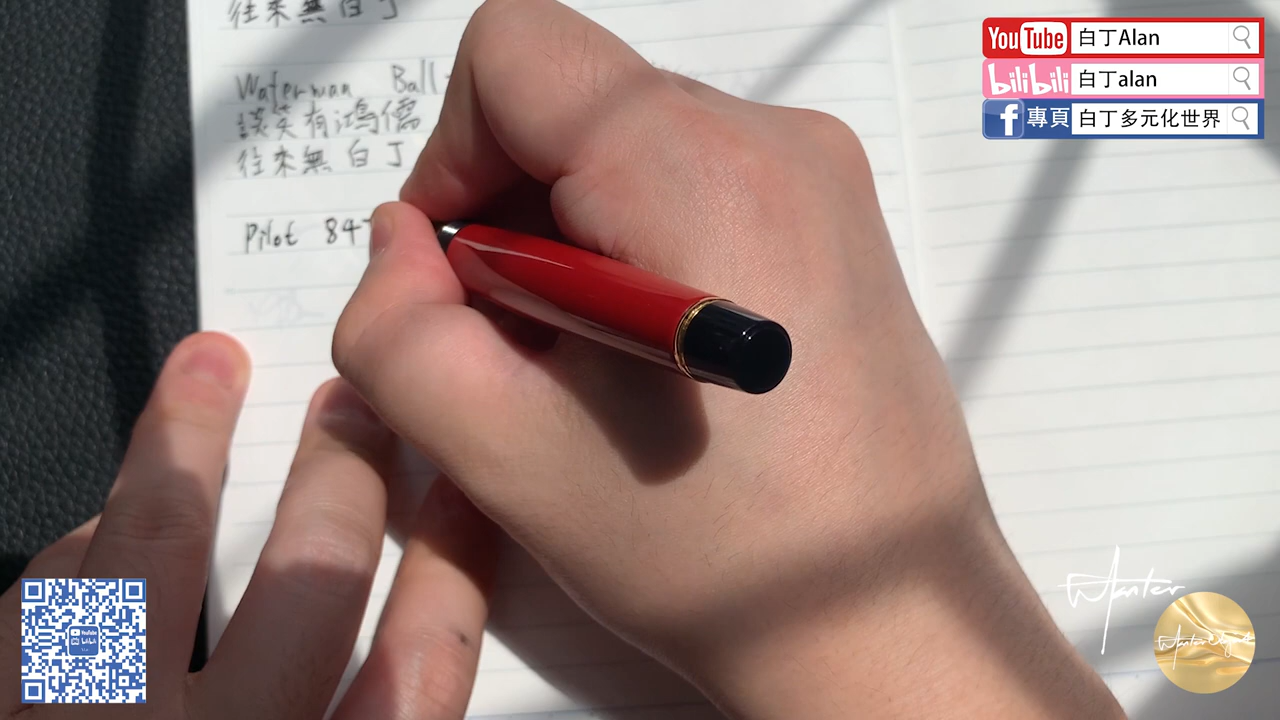 往來無白丁
Waterman Ball
談笑有鴻儒
往來無白丁
Pilot 84
YouTube 白丁Alan
bilibili 白丁alan
f 專頁 白丁多元化世界